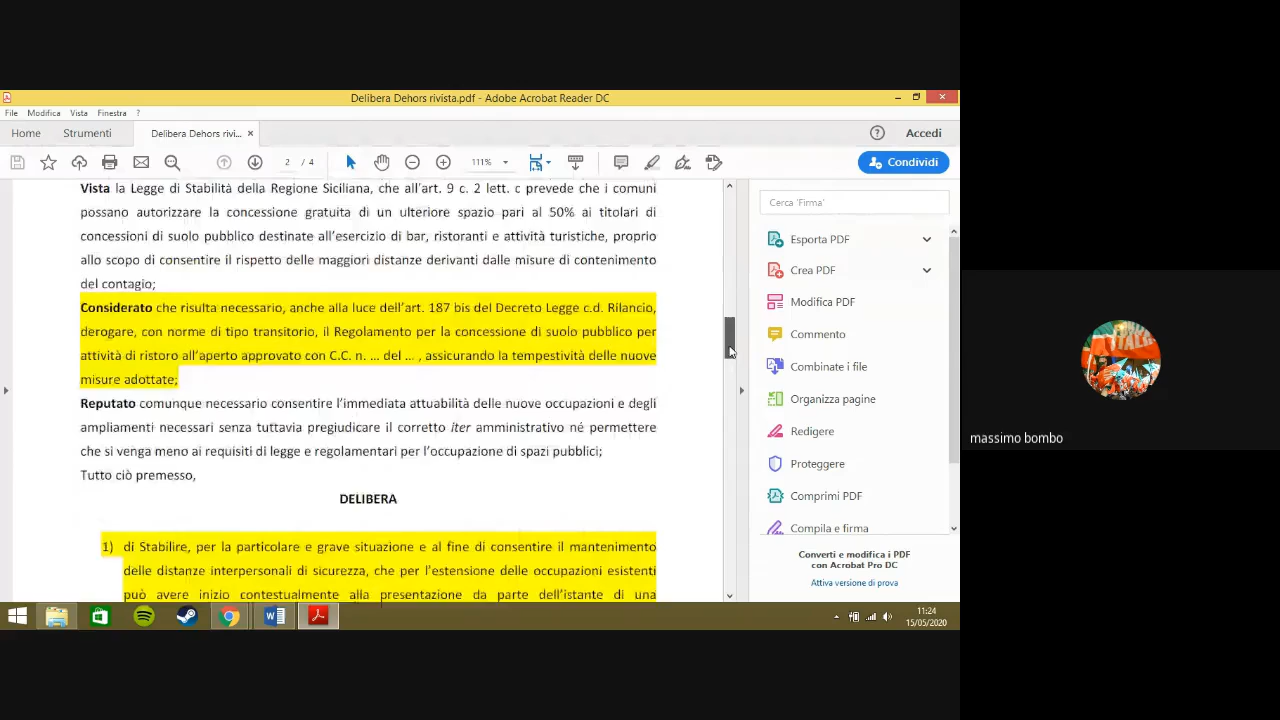 Delibera Dehors rivista.pdf - Adobe Acrobat Reader DC
File Modifica Vista Finestra ?
Home Strumenti Delibera Dehors rivi... × Accedi
2 / 4 111% Condividi
Vista la Legge di Stabilità della Regione Siciliana, che all'art. 9 c. 2 lett. c prevede che i comuni
possano autorizzare la concessione gratuita di un ulteriore spazio pari al 50% ai titolari di
concessioni di suolo pubblico destinate all'esercizio di bar, ristoranti e attività turistiche, proprio
allo scopo di consentire il rispetto delle maggiori distanze derivanti dalle misure di contenimento
del contagio;
Considerato che risulta necessario, anche alla luce dell'art. 187 bis del Decreto Legge c.d. Rilancio,
derogare, con norme di tipo transitorio, il Regolamento per la concessione di suolo pubblico per
attività di ristoro all'aperto approvato con C.C. n. ... del ... , assicurando la tempestività delle nuove
misure adottate;
Reputato comunque necessario consentire l'immediata attuabilità delle nuove occupazioni e degli
ampliamenti necessari senza tuttavia pregiudicare il corretto iter amministrativo né permettere
che si venga meno ai requisiti di legge e regolamentari per l'occupazione di spazi pubblici;
Tutto ciò premesso,
DELIBERA
1) di Stabilire, per la particolare e grave situazione e al fine di consentire il mantenimento
delle distanze interpersonali di sicurezza, che per l'estensione delle occupazioni esistenti
può avere inizio contestualmente alla presentazione da parte dell'istante di una
Cerca 'Firma'
Esporta PDF
Crea PDF
Modifica PDF
Commento
Combinate i file
Organizza pagine
Redigere
Proteggere
Comprimi PDF
Compila e firma
Converti e modifica i PDF
con Acrobat Pro DC
Attiva versione di prova
11:24
15/05/2020
massimo bombo